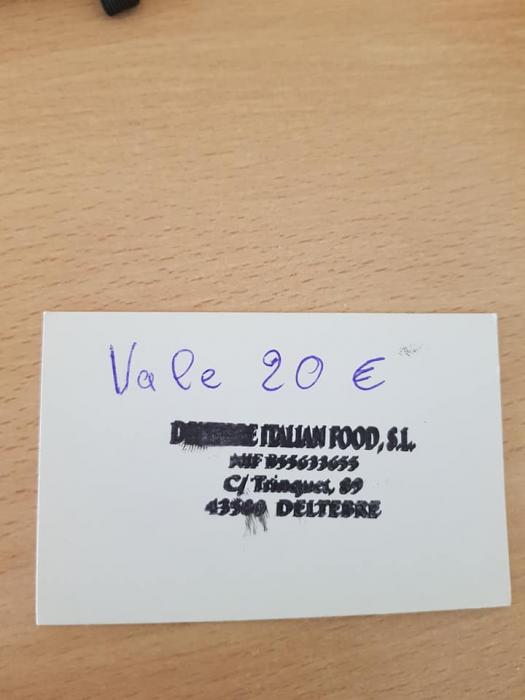 Vale 20 €
ITALIAN FOOD, S.L.
NIF B55633655
C/ Trinquet, 89
43580 DELTEBRE